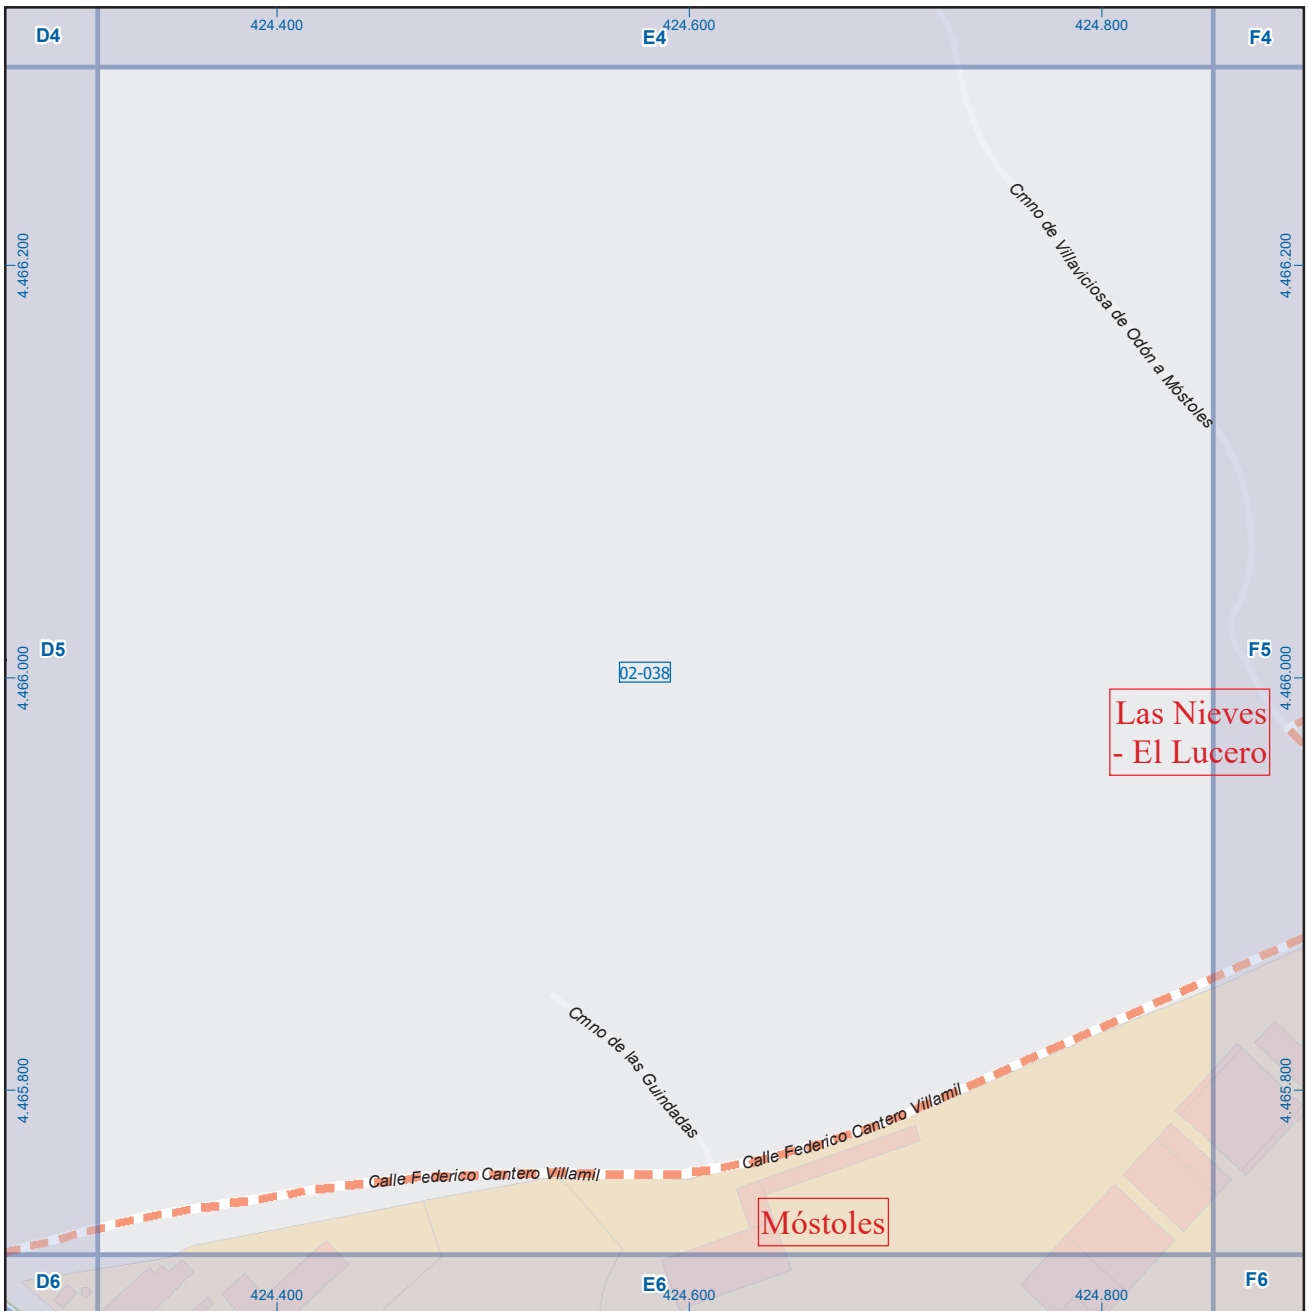 424.400
424.600
424.800
D4
E4
F4
Cmno de Villaviciosa de Odón a Móstoles
4.466.200
4.466.200
D5
F5
4.466.000
4.466.000
02-038
Las Nieves
- El Lucero
Cmno de las Guindadas
4.465.800
4.465.800
Calle Federico Cantero Villamil
Calle Federico Cantero Villamil
Móstoles
D6
E6
F6
424.400
424.600
424.800